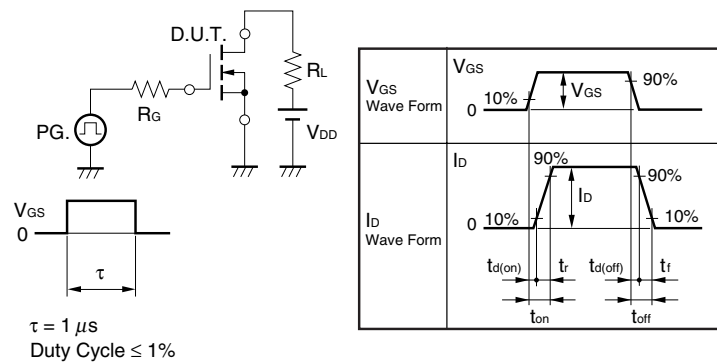 D.U.T.
RL
RG
PG.
VDD
VGS
0
τ
τ = 1 μs
Duty Cycle ≤ 1%
VGS
Wave Form
VGS
10%
0
VGS
90%
ID
Wave Form
ID
90%
90%
ID
0
10%
10%
td(on)
tr
td(off)
tf
ton
toff